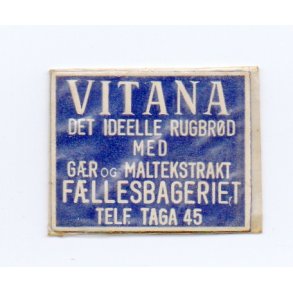 VITANA
DET IDEELLE RUGBRØD
MED
GÆR OG MALTEKSTRAKT
FÆLLESBAGERIET
TELF. TAGA 45